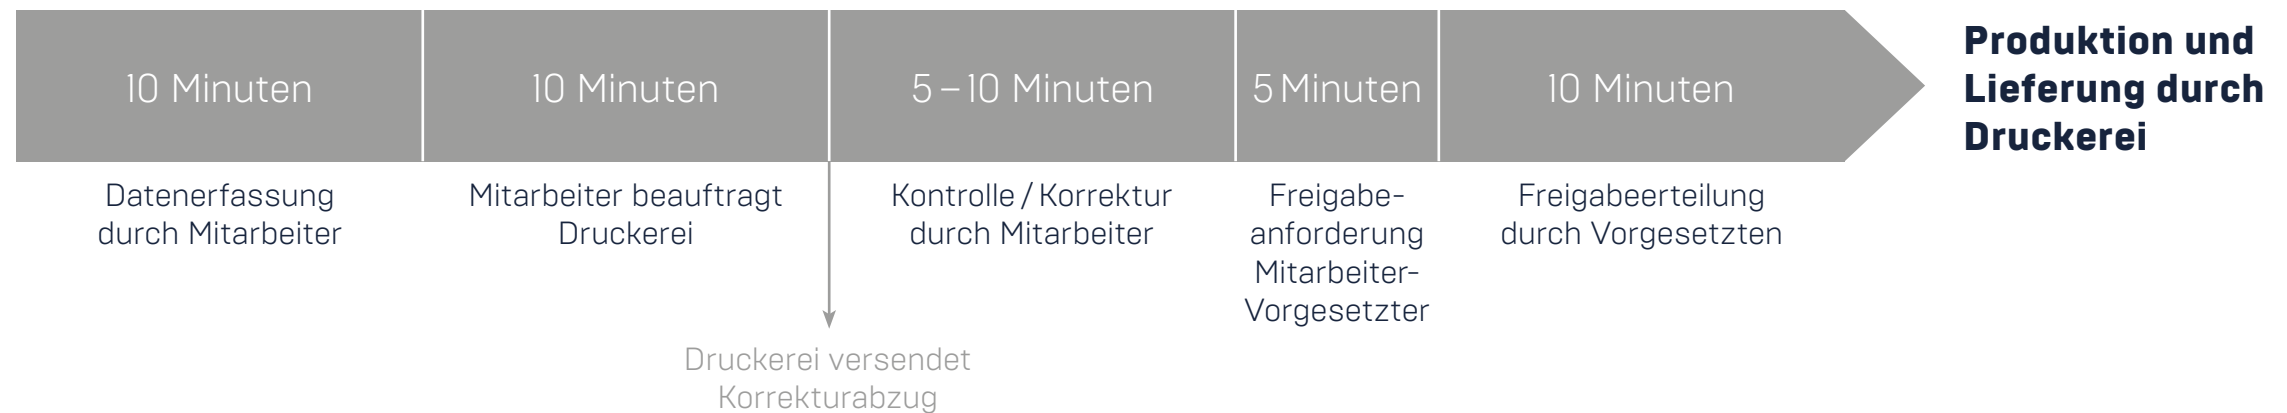 10 Minuten
10 Minuten
5 – 10 Minuten
5 Minuten
10 Minuten
Produktion und
Lieferung durch
Druckerei
Datenerfassung
durch Mitarbeiter
Mitarbeiter beauftragt
Druckerei
Kontrolle / Korrektur
durch Mitarbeiter
Freigabe-
anforderung
Mitarbeiter-
Vorgesetzter
Freigabeerteilung
durch Vorgesetzten
Druckerei versendet
Korrekturabzug